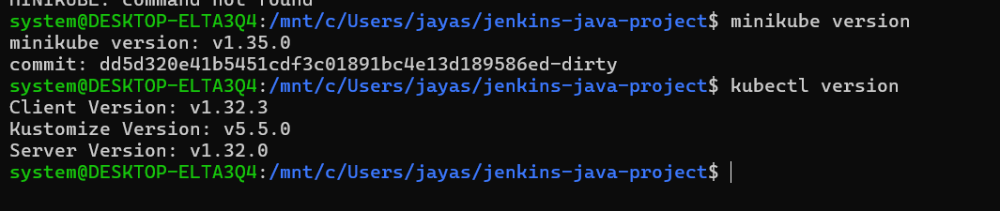 MINIKUBE: command not found
system@DESKTOP-ELTA3Q4:/mnt/c/Users/jayas/jenkins-java-project$ minikube version
minikube version: v1.35.0
commit: dd5d320e41b5451cdf3c01891bc4e13d189586ed-dirty
system@DESKTOP-ELTA3Q4:/mnt/c/Users/jayas/jenkins-java-project$ kubectl version
Client Version: v1.32.3
Kustomize Version: v5.5.0
Server Version: v1.32.0
system@DESKTOP-ELTA3Q4:/mnt/c/Users/jayas/jenkins-java-project$